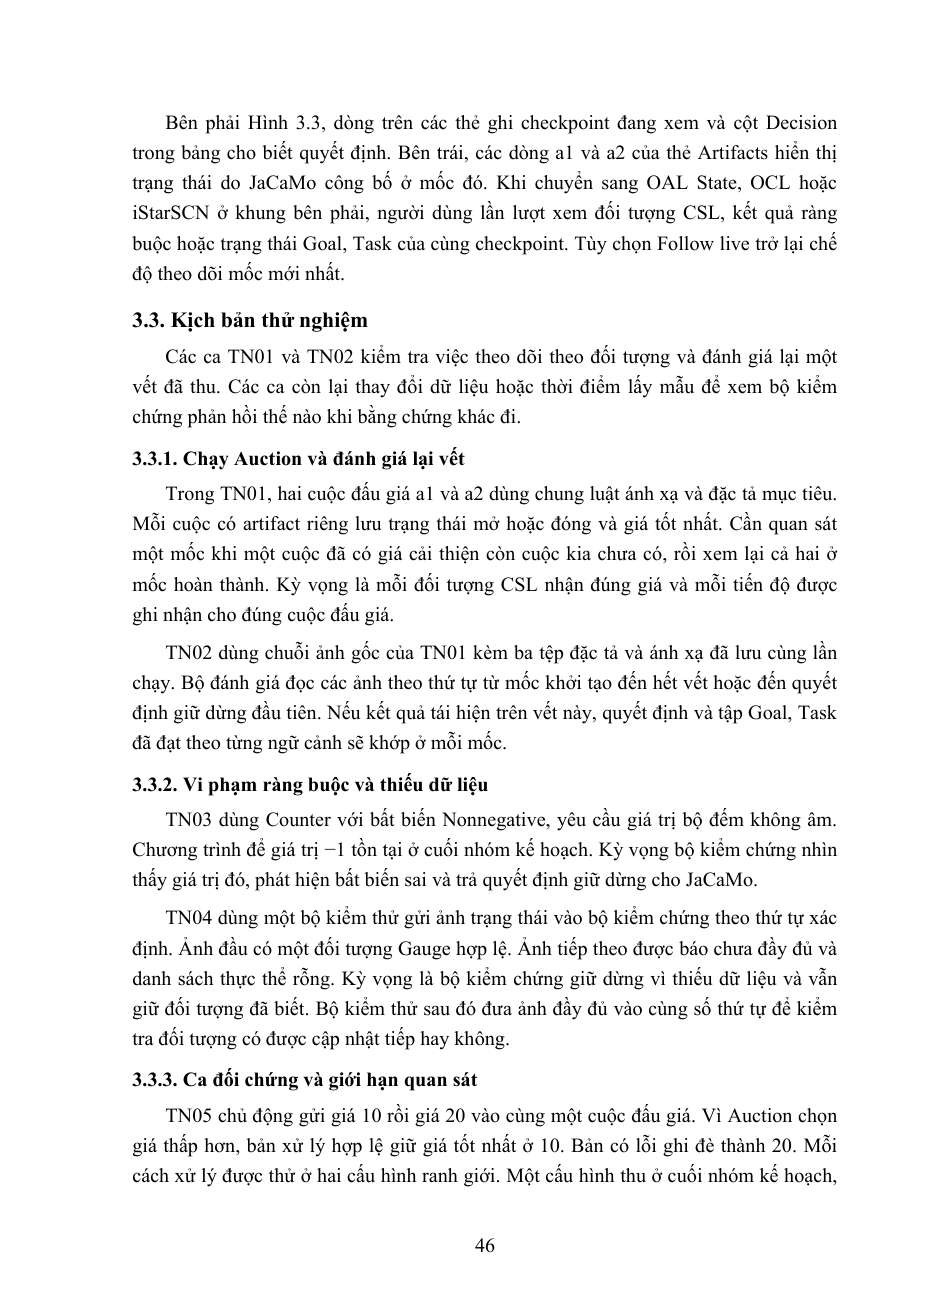 Bên phải Hình 3.3, dòng trên các thẻ ghi checkpoint đang xem và cột Decision
trong bảng cho biết quyết định. Bên trái, các dòng a1 và a2 của thẻ Artifacts hiển thị
trạng thái do JaCaMo công bố ở mốc đó. Khi chuyển sang OAL State, OCL hoặc
iStarSCN ở khung bên phải, người dùng lần lượt xem đối tượng CSL, kết quả ràng
buộc hoặc trạng thái Goal, Task của cùng checkpoint. Tùy chọn Follow live trở lại chế
độ theo dõi mốc mới nhất.
3.3. Kịch bản thử nghiệm
Các ca TN01 và TN02 kiểm tra việc theo dõi theo đối tượng và đánh giá lại một
vết đã thu. Các ca còn lại thay đổi dữ liệu hoặc thời điểm lấy mẫu để xem bộ kiểm
chứng phản hồi thế nào khi bằng chứng khác đi.
3.3.1. Chạy Auction và đánh giá lại vết
Trong TN01, hai cuộc đấu giá a1 và a2 dùng chung luật ánh xạ và đặc tả mục tiêu.
Mỗi cuộc có artifact riêng lưu trạng thái mở hoặc đóng và giá tốt nhất. Cần quan sát
một mốc khi một cuộc đã có giá cải thiện còn cuộc kia chưa có, rồi xem lại cả hai ở
mốc hoàn thành. Kỳ vọng là mỗi đối tượng CSL nhận đúng giá và mỗi tiến độ được
ghi nhận cho đúng cuộc đấu giá.
TN02 dùng chuỗi ảnh gốc của TN01 kèm ba tệp đặc tả và ánh xạ đã lưu cùng lần
chạy. Bộ đánh giá đọc các ảnh theo thứ tự từ mốc khởi tạo đến hết vết hoặc đến quyết
định giữ dừng đầu tiên. Nếu kết quả tái hiện trên vết này, quyết định và tập Goal, Task
đã đạt theo từng ngữ cảnh sẽ khớp ở mỗi mốc.
3.3.2. Vi phạm ràng buộc và thiếu dữ liệu
TN03 dùng Counter với bất biến Nonnegative, yêu cầu giá trị bộ đếm không âm.
Chương trình để giá trị −1 tồn tại ở cuối nhóm kế hoạch. Kỳ vọng bộ kiểm chứng nhìn
thấy giá trị đó, phát hiện bất biến sai và trả quyết định giữ dừng cho JaCaMo.
TN04 dùng một bộ kiểm thử gửi ảnh trạng thái vào bộ kiểm chứng theo thứ tự xác
định. Ảnh đầu có một đối tượng Gauge hợp lệ. Ảnh tiếp theo được báo chưa đầy đủ và
danh sách thực thể rỗng. Kỳ vọng là bộ kiểm chứng giữ dừng vì thiếu dữ liệu và vẫn
giữ đối tượng đã biết. Bộ kiểm thử sau đó đưa ảnh đầy đủ vào cùng số thứ tự để kiểm
tra đối tượng có được cập nhật tiếp hay không.
3.3.3. Ca đối chứng và giới hạn quan sát
TN05 chủ động gửi giá 10 rồi giá 20 vào cùng một cuộc đấu giá. Vì Auction chọn
giá thấp hơn, bản xử lý hợp lệ giữ giá tốt nhất ở 10. Bản có lỗi ghi đè thành 20. Mỗi
cách xử lý được thử ở hai cấu hình ranh giới. Một cấu hình thu ở cuối nhóm kế hoạch,
46